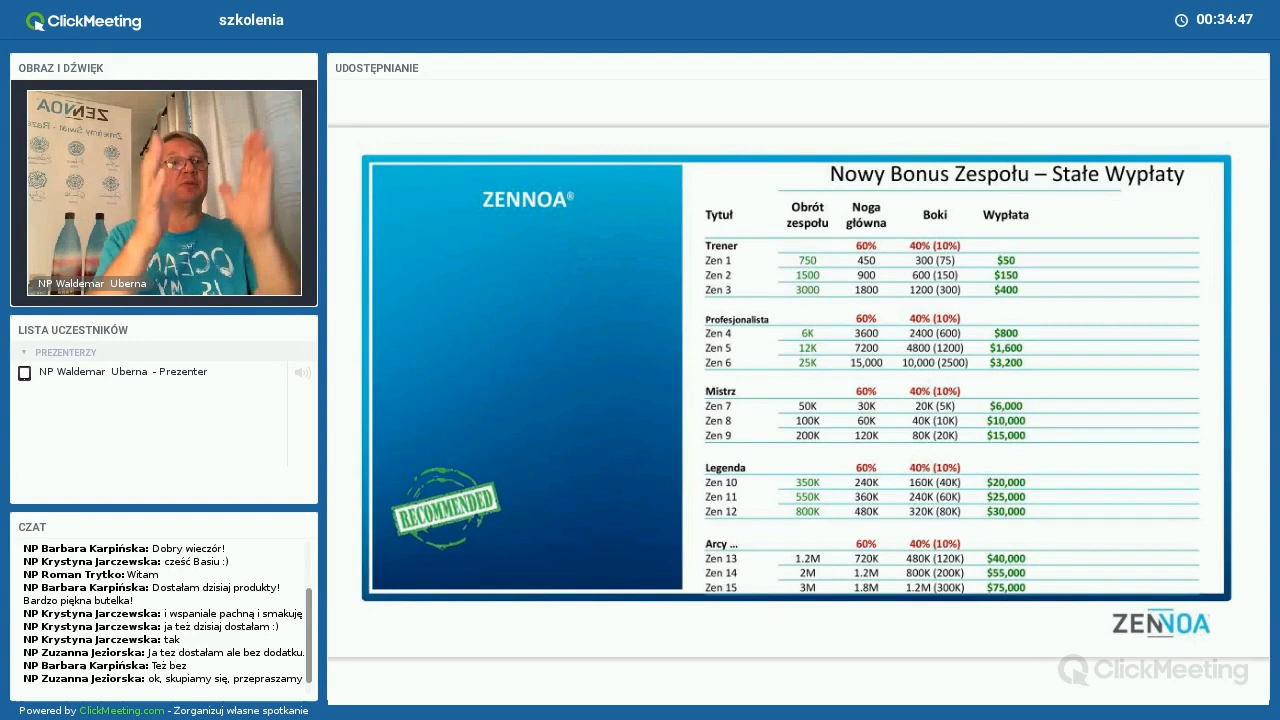 ClickMeeting
szkolenia
00:34:47
OBRAZ I DŹWIĘK
ZENNOA
NP Waldemar Uberna
LISTA UCZESTNIKÓW
PREZENTERZY
NP Waldemar Uberna - Prezenter
CZAT
NP Barbara Karpińska: Dobry wieczór!
NP Krystyna Jarczewska: cześć Basiu :)
NP Roman Trytko: Witam
NP Barbara Karpińska: Dostałam dzisiaj produkty!
Bardzo piękna butelka!
NP Krystyna Jarczewska: i wspaniale pachną i smakuję
NP Krystyna Jarczewska: ja też dzisiaj dostałam :)
NP Krystyna Jarczewska: tak
NP Zuzanna Jeziorska: Ja tez dostałam ale bez dodatku.
NP Barbara Karpińska: Też bez
NP Zuzanna Jeziorska: ok, skupiamy się, przepraszamy
Powered by ClickMeeting.com - Zorganizuj własne spotkanie
UDOSTĘPNIANIE
ZENNOA®
RECOMMENDED
Nowy Bonus Zespołu – Stałe Wypłaty
Tytuł Obrót zespołu Noga główna Boki Wypłata
Trener 60% 40% (10%)
Zen 1 750 450 300 (75) $50
Zen 2 1500 900 600 (150) $150
Zen 3 3000 1800 1200 (300) $400
Profesjonalista 60% 40% (10%)
Zen 4 6K 3600 2400 (600) $800
Zen 5 12K 7200 4800 (1200) $1,600
Zen 6 25K 15,000 10,000 (2500) $3,200
Mistrz 60% 40% (10%)
Zen 7 50K 30K 20K (5K) $6,000
Zen 8 100K 60K 40K (10K) $10,000
Zen 9 200K 120K 80K (20K) $15,000
Legenda 60% 40% (10%)
Zen 10 350K 240K 160K (40K) $20,000
Zen 11 550K 360K 240K (60K) $25,000
Zen 12 800K 480K 320K (80K) $30,000
Arcy ... 60% 40% (10%)
Zen 13 1.2M 720K 480K (120K) $40,000
Zen 14 2M 1.2M 800K (200K) $55,000
Zen 15 3M 1.8M 1.2M (300K) $75,000
ZENNOA
ClickMeeting